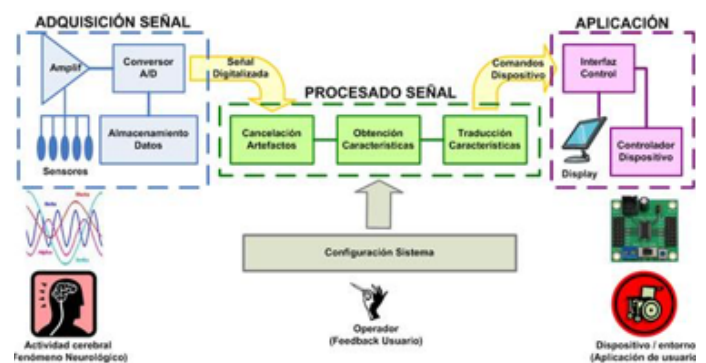 ADQUISICIÓN SEÑAL
APLICACIÓN
Amplif
Conversor
A/D
Señal
Digitalizada
Comandos
Dispositivo
Interfaz
Control
PROCESADO SEÑAL
Almacenamiento
Datos
Cancelación
Artefactos
Obtención
Características
Traducción
Características
Controlador
Dispositivo
Sensores
Display
Configuración Sistema
Actividad cerebral
Fenómeno Neurológico)
Operador
(Feedback Usuario)
Dispositivo / entorno
(Aplicación de usuario